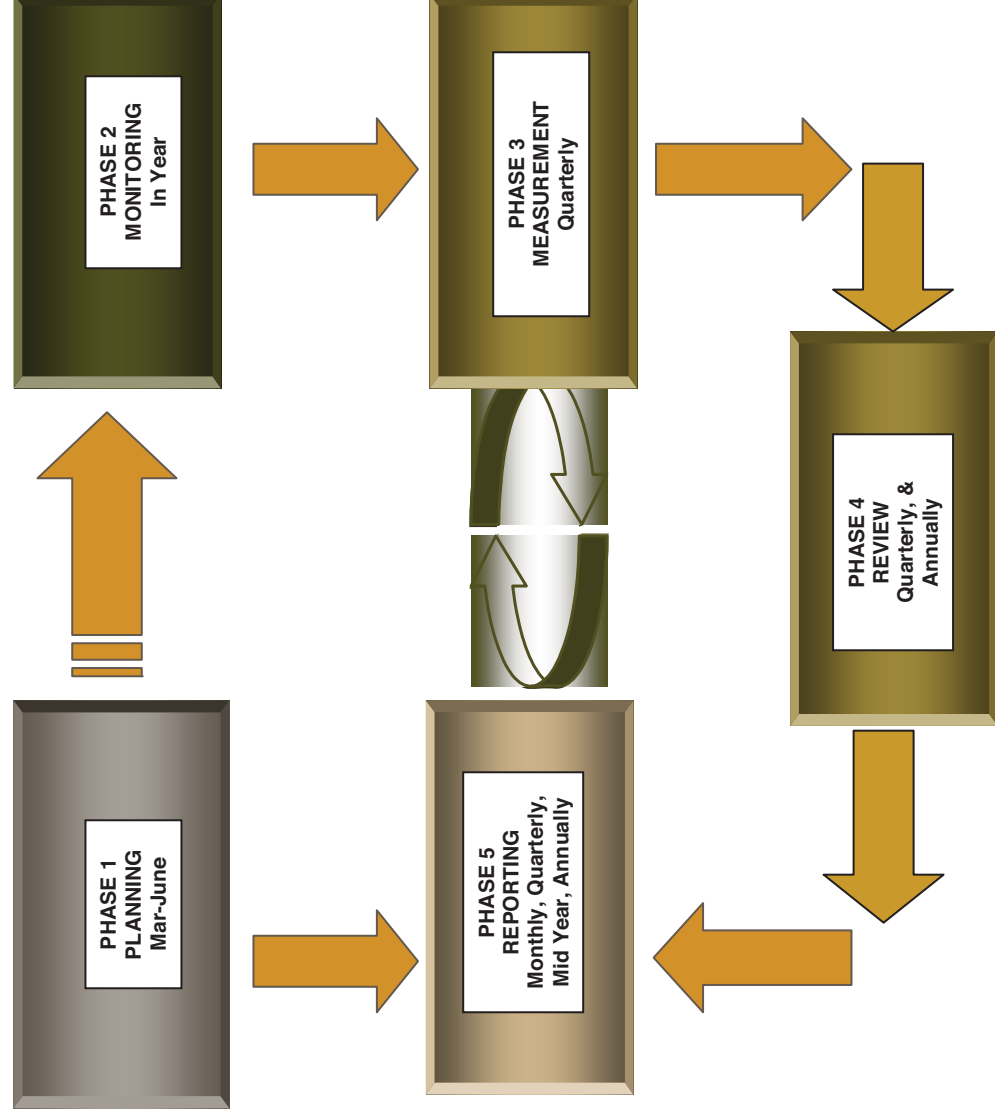 PHASE 1
PLANNING
Mar-June
PHASE 2
MONITORING
In Year
PHASE 3
MEASUREMENT
Quarterly
PHASE 4
REVIEW
Quarterly, &
Annually
PHASE 5
REPORTING
Monthly, Quarterly,
Mid Year, Annually